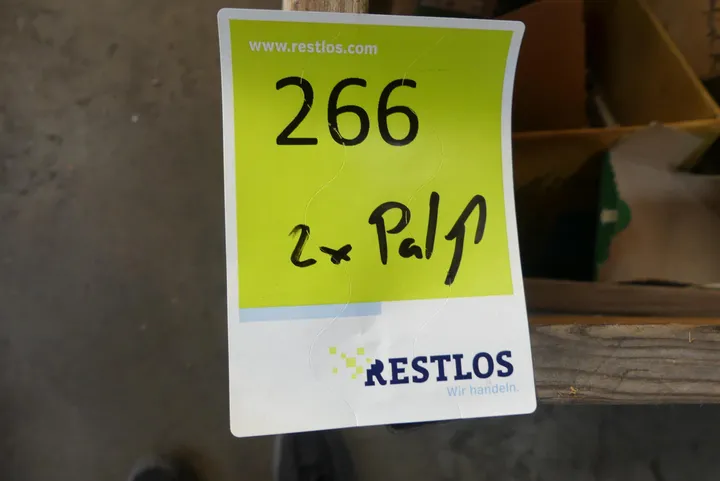 www.restlos.com
266
2x Pal
RESTLOS
Wir handeln.